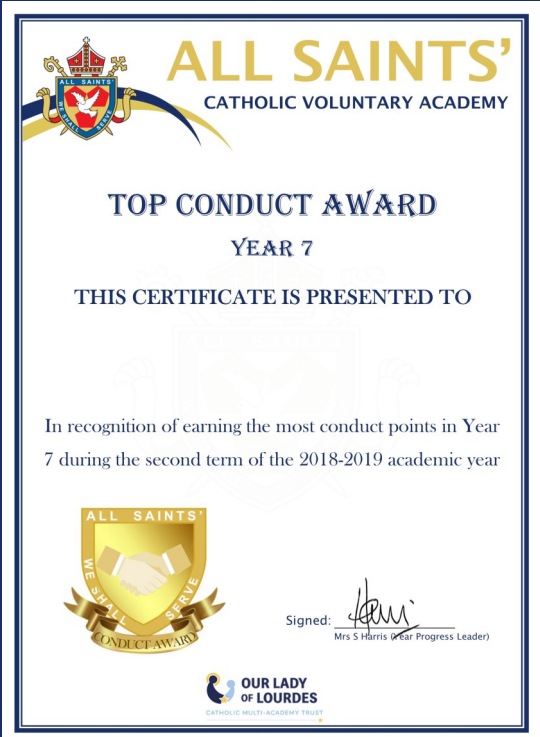 ALL SAINTS'
CATHOLIC VOLUNTARY ACADEMY
ALL SAINTS'
WE SHALL SERVE
TOP CONDUCT AWARD
YEAR 7
THIS CERTIFICATE IS PRESENTED TO
In recognition of earning the most conduct points in Year
7 during the second term of the 2018-2019 academic year
ALL SAINTS'
WE SHALL SERVE
CONDUCT AWARD
Signed:
Mrs S Harris (Year Progress Leader)
OUR LADY
OF LOURDES
CATHOLIC MULTI-ACADEMY TRUST